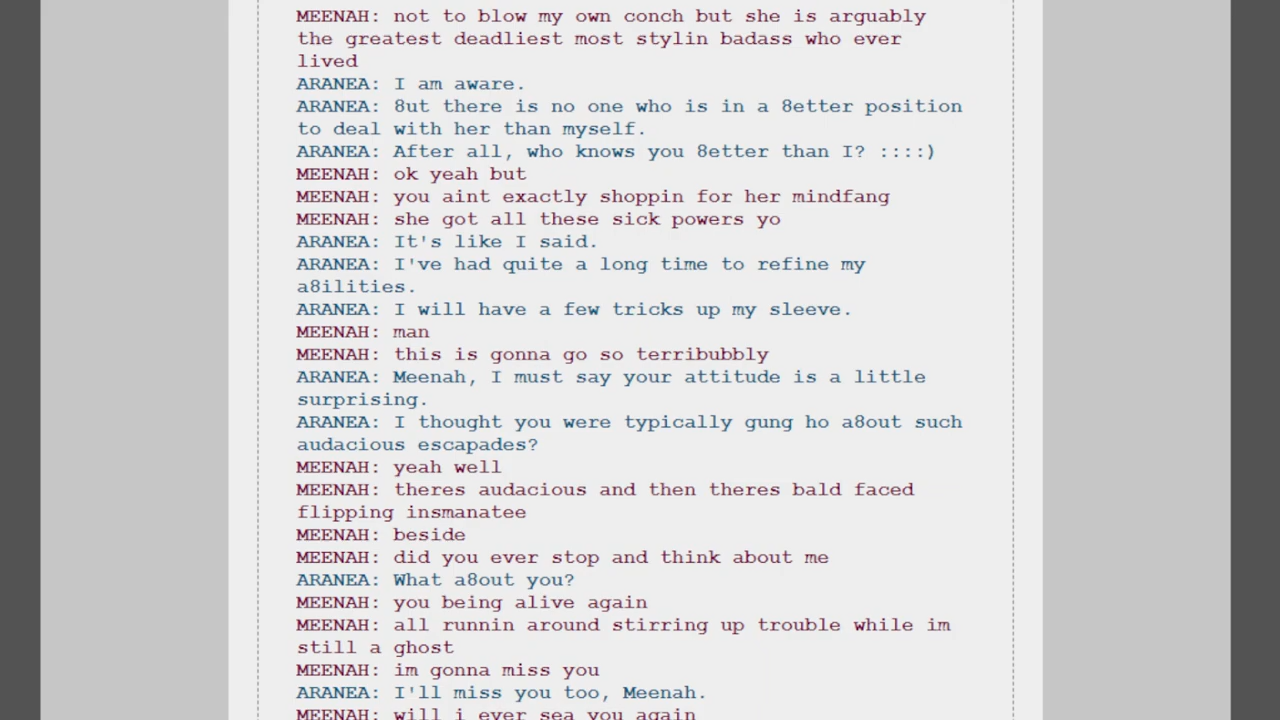 MEENAH: not to blow my own conch but she is arguably
the greatest deadliest most stylin badass who ever
lived
ARANEA: I am aware.
ARANEA: 8ut there is no one who is in a 8etter position
to deal with her than myself.
ARANEA: After all, who knows you 8etter than I? ::::)
MEENAH: ok yeah but
MEENAH: you aint exactly shoppin for her mindfang
MEENAH: she got all these sick powers yo
ARANEA: It's like I said.
ARANEA: I've had quite a long time to refine my
a8ilities.
ARANEA: I will have a few tricks up my sleeve.
MEENAH: man
MEENAH: this is gonna go so terribubbly
ARANEA: Meenah, I must say your attitude is a little
surprising.
ARANEA: I thought you were typically gung ho a8out such
audacious escapades?
MEENAH: yeah well
MEENAH: theres audacious and then theres bald faced
flipping insmanatee
MEENAH: beside
MEENAH: did you ever stop and think about me
ARANEA: What a8out you?
MEENAH: you being alive again
MEENAH: all runnin around stirring up trouble while im
still a ghost
MEENAH: im gonna miss you
ARANEA: I'll miss you too, Meenah.
MEENAH: will i ever sea you again